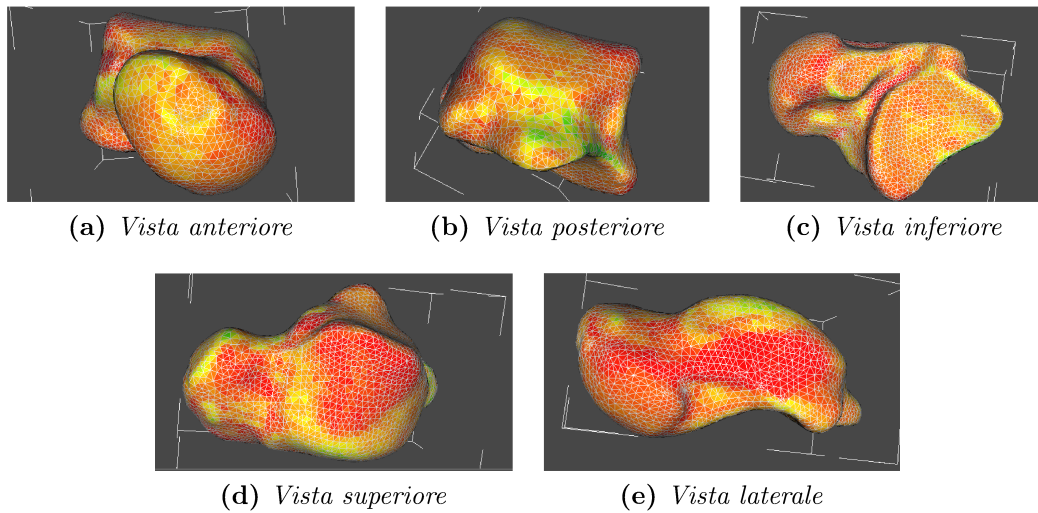 (a) Vista anteriore
(b) Vista posteriore
(c) Vista inferiore
(d) Vista superiore
(e) Vista laterale